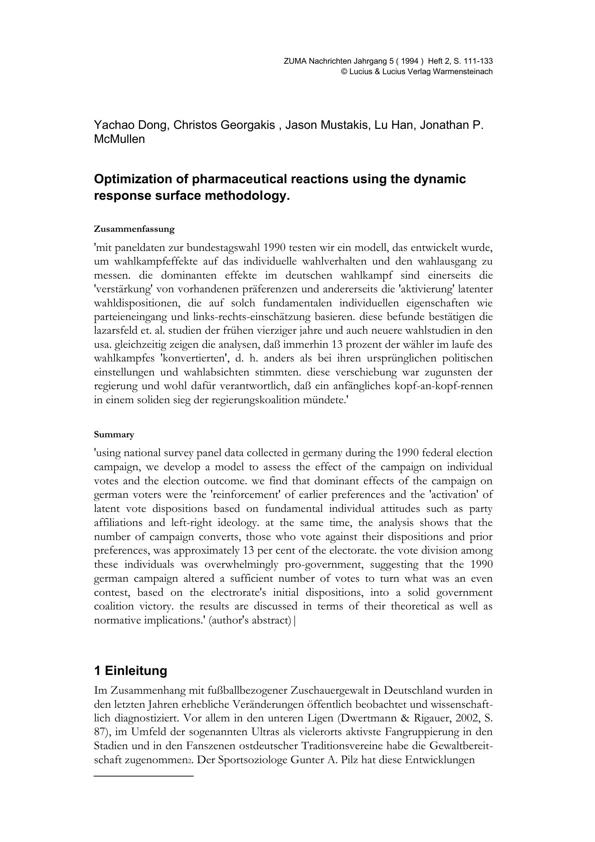 ZUMA Nachrichten Jahrgang 5 ( 1994 ) Heft 2, S. 111-133
© Lucius & Lucius Verlag Warmensteinach
Yachao Dong, Christos Georgakis , Jason Mustakis, Lu Han, Jonathan P.
McMullen
Optimization of pharmaceutical reactions using the dynamic
response surface methodology.
Zusammenfassung
'mit paneldaten zur bundestagswahl 1990 testen wir ein modell, das entwickelt wurde,
um wahlkampfeffekte auf das individuelle wahlverhalten und den wahlausgang zu
messen. die dominanten effekte im deutschen wahlkampf sind einerseits die
'verstärkung' von vorhandenen präferenzen und andererseits die 'aktivierung' latenter
wahldispositionen, die auf solch fundamentalen individuellen eigenschaften wie
parteieneingang und links-rechts-einschätzung basieren. diese befunde bestätigen die
lazarsfeld et. al. studien der frühen vierziger jahre und auch neuere wahlstudien in den
usa. gleichzeitig zeigen die analysen, daß immerhin 13 prozent der wähler im laufe des
wahlkampfes 'konvertierten', d. h. anders als bei ihren ursprünglichen politischen
einstellungen und wahlabsichten stimmten. diese verschiebung war zugunsten der
regierung und wohl dafür verantwortlich, daß ein anfängliches kopf-an-kopf-rennen
in einem soliden sieg der regierungskoalition mündete.'
Summary
'using national survey panel data collected in germany during the 1990 federal election
campaign, we develop a model to assess the effect of the campaign on individual
votes and the election outcome. we find that dominant effects of the campaign on
german voters were the 'reinforcement' of earlier preferences and the 'activation' of
latent vote dispositions based on fundamental individual attitudes such as party
affiliations and left-right ideology. at the same time, the analysis shows that the
number of campaign converts, those who vote against their dispositions and prior
preferences, was approximately 13 per cent of the electorate. the vote division among
these individuals was overwhelmingly pro-government, suggesting that the 1990
german campaign altered a sufficient number of votes to turn what was an even
contest, based on the electrorate's initial dispositions, into a solid government
coalition victory. the results are discussed in terms of their theoretical as well as
normative implications.' (author's abstract)|
1 Einleitung
Im Zusammenhang mit fußballbezogener Zuschauergewalt in Deutschland wurden in
den letzten Jahren erhebliche Veränderungen öffentlich beobachtet und wissenschaft-
lich diagnostiziert. Vor allem in den unteren Ligen (Dwertmann & Rigauer, 2002, S.
87), im Umfeld der sogenannten Ultras als vielerorts aktivste Fangruppierung in den
Stadien und in den Fanszenen ostdeutscher Traditionsvereine habe die Gewaltbereit-
schaft zugenommen2. Der Sportsoziologe Gunter A. Pilz hat diese Entwicklungen